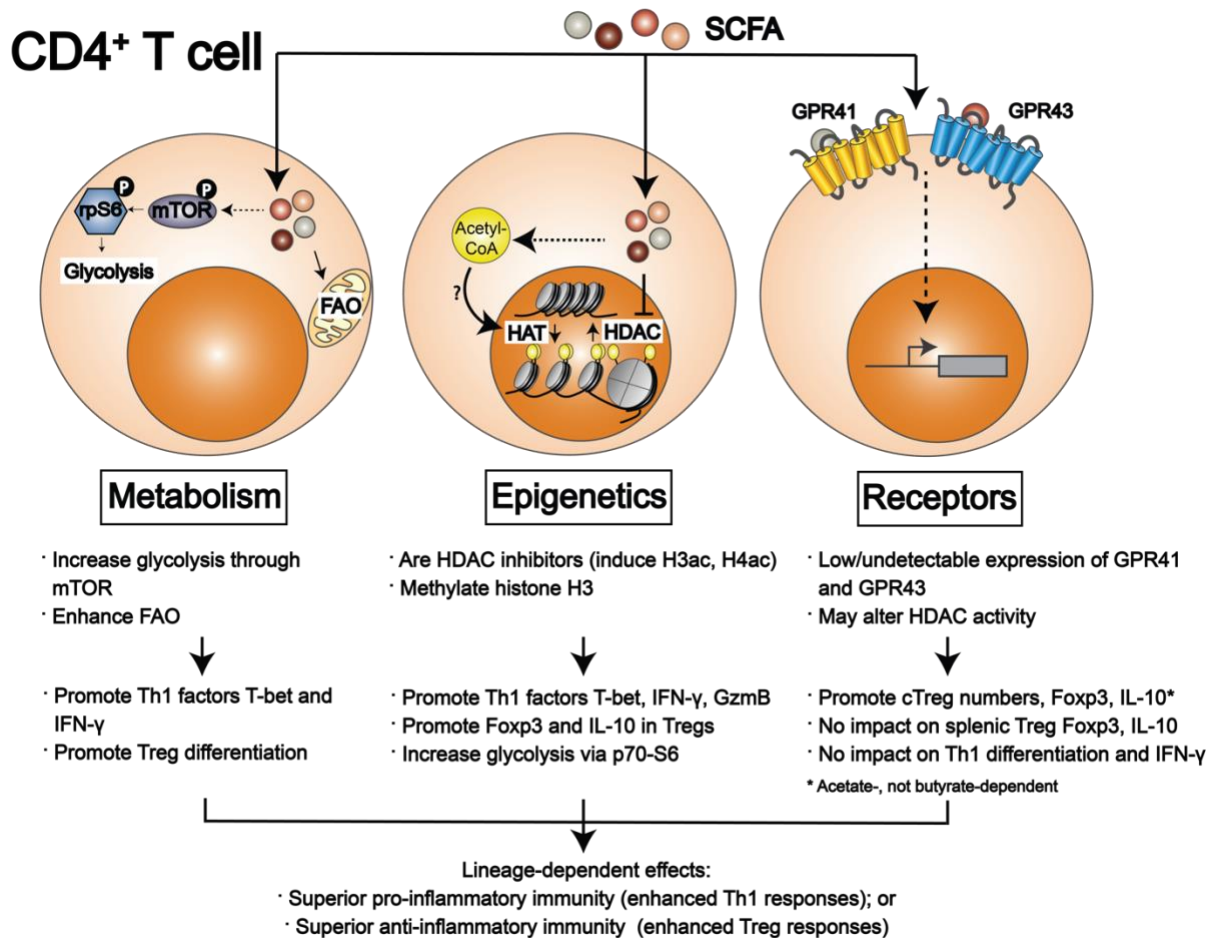 CD4⁺ T cell
SCFA
GPR41
GPR43
P
P
rpS6
mTOR
Glycolysis
FAO
Acetyl-
CoA
?
HAT
HDAC
Metabolism
· Increase glycolysis through
mTOR
· Enhance FAO
· Promote Th1 factors T-bet and
IFN-γ
· Promote Treg differentiation
Epigenetics
· Are HDAC inhibitors (induce H3ac, H4ac)
· Methylate histone H3
· Promote Th1 factors T-bet, IFN-γ, GzmB
· Promote Foxp3 and IL-10 in Tregs
· Increase glycolysis via p70-S6
Receptors
· Low/undetectable expression of GPR41
and GPR43
· May alter HDAC activity
· Promote cTreg numbers, Foxp3, IL-10*
· No impact on splenic Treg Foxp3, IL-10
· No impact on Th1 differentiation and IFN-γ
* Acetate-, not butyrate-dependent
Lineage-dependent effects:
· Superior pro-inflammatory immunity (enhanced Th1 responses); or
· Superior anti-inflammatory immunity (enhanced Treg responses)